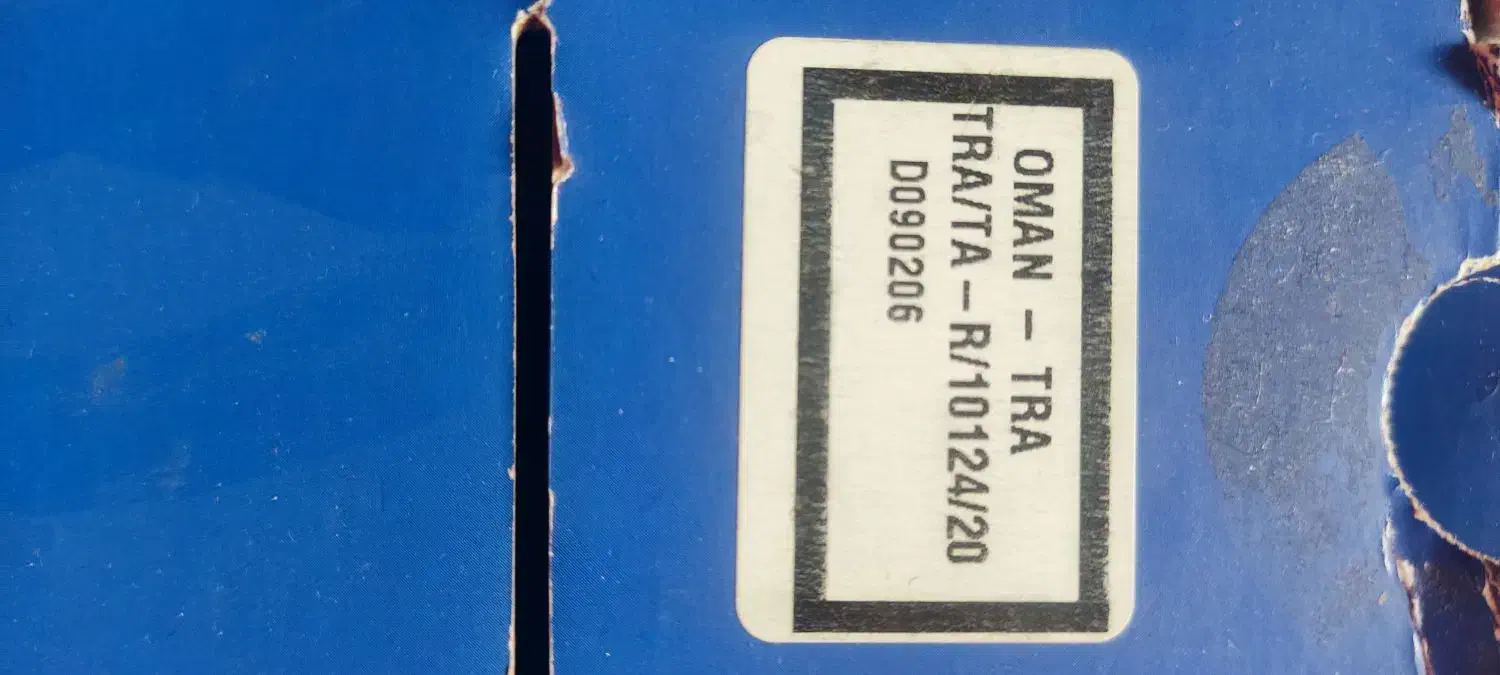 OMAN – TRA
TRA/TA – R/10124/20
D090206